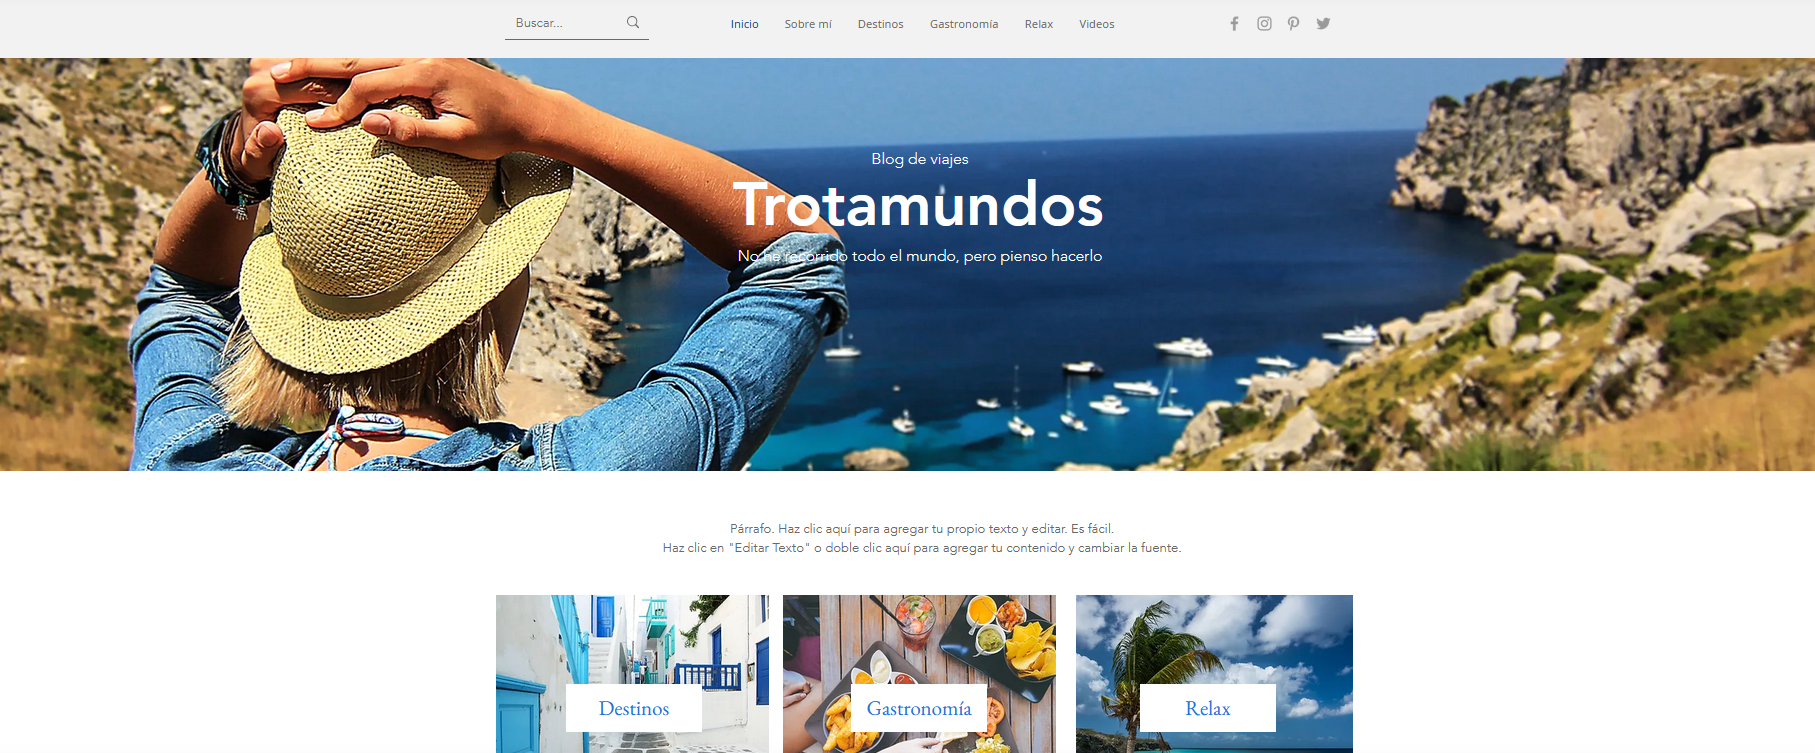 Buscar...
Inicio Sobre mí Destinos Gastronomía Relax Videos
Blog de viajes
Trotamundos
No he recorrido todo el mundo, pero pienso hacerlo
Párrafo. Haz clic aquí para agregar tu propio texto y editar. Es fácil.
Haz clic en "Editar Texto" o doble clic aquí para agregar tu contenido y cambiar la fuente.
Destinos
Gastronomía
Relax